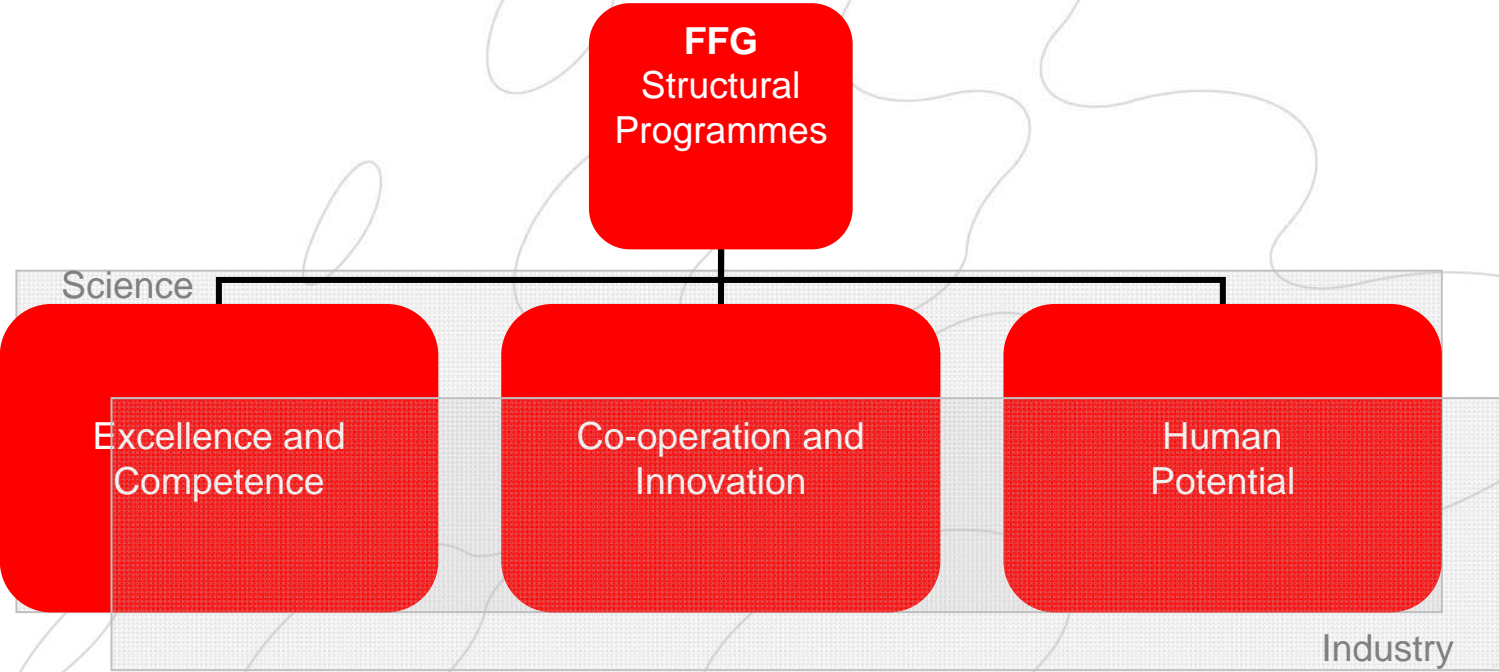 FFG
Structural
Programmes
Science
Excellence and
Competence
Co-operation and
Innovation
Human
Potential
Industry